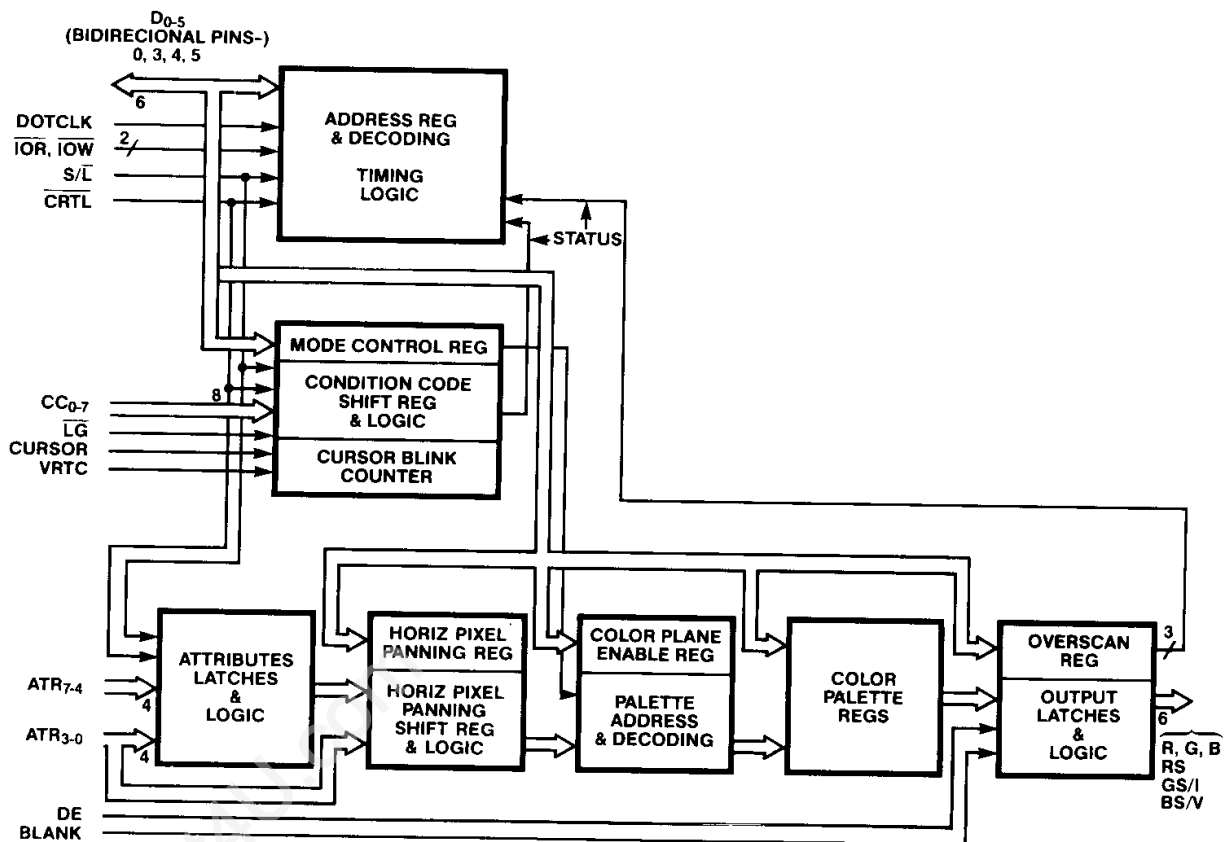 D0-5
(BIDIRECIONAL PINS-)
0, 3, 4, 5
6
DOTCLK
IOR, IOW
2
S/L
CRTL
ADDRESS REG
& DECODING
TIMING
LOGIC
STATUS
MODE CONTROL REG
CONDITION CODE
SHIFT REG
& LOGIC
CURSOR BLINK
COUNTER
8
CC0-7
LG
CURSOR
VRTC
ATTRIBUTES
LATCHES
&
LOGIC
HORIZ PIXEL
PANNING REG
HORIZ PIXEL
PANNING
SHIFT REG
& LOGIC
COLOR PLANE
ENABLE REG
PALETTE
ADDRESS
& DECODING
COLOR
PALETTE
REGS
OVERSCAN
REG
OUTPUT
LATCHES
&
LOGIC
3
6
R, G, B
RS
GS/I
BS/V
ATR7-4
4
ATR3-0
4
DE
BLANK
4U.com